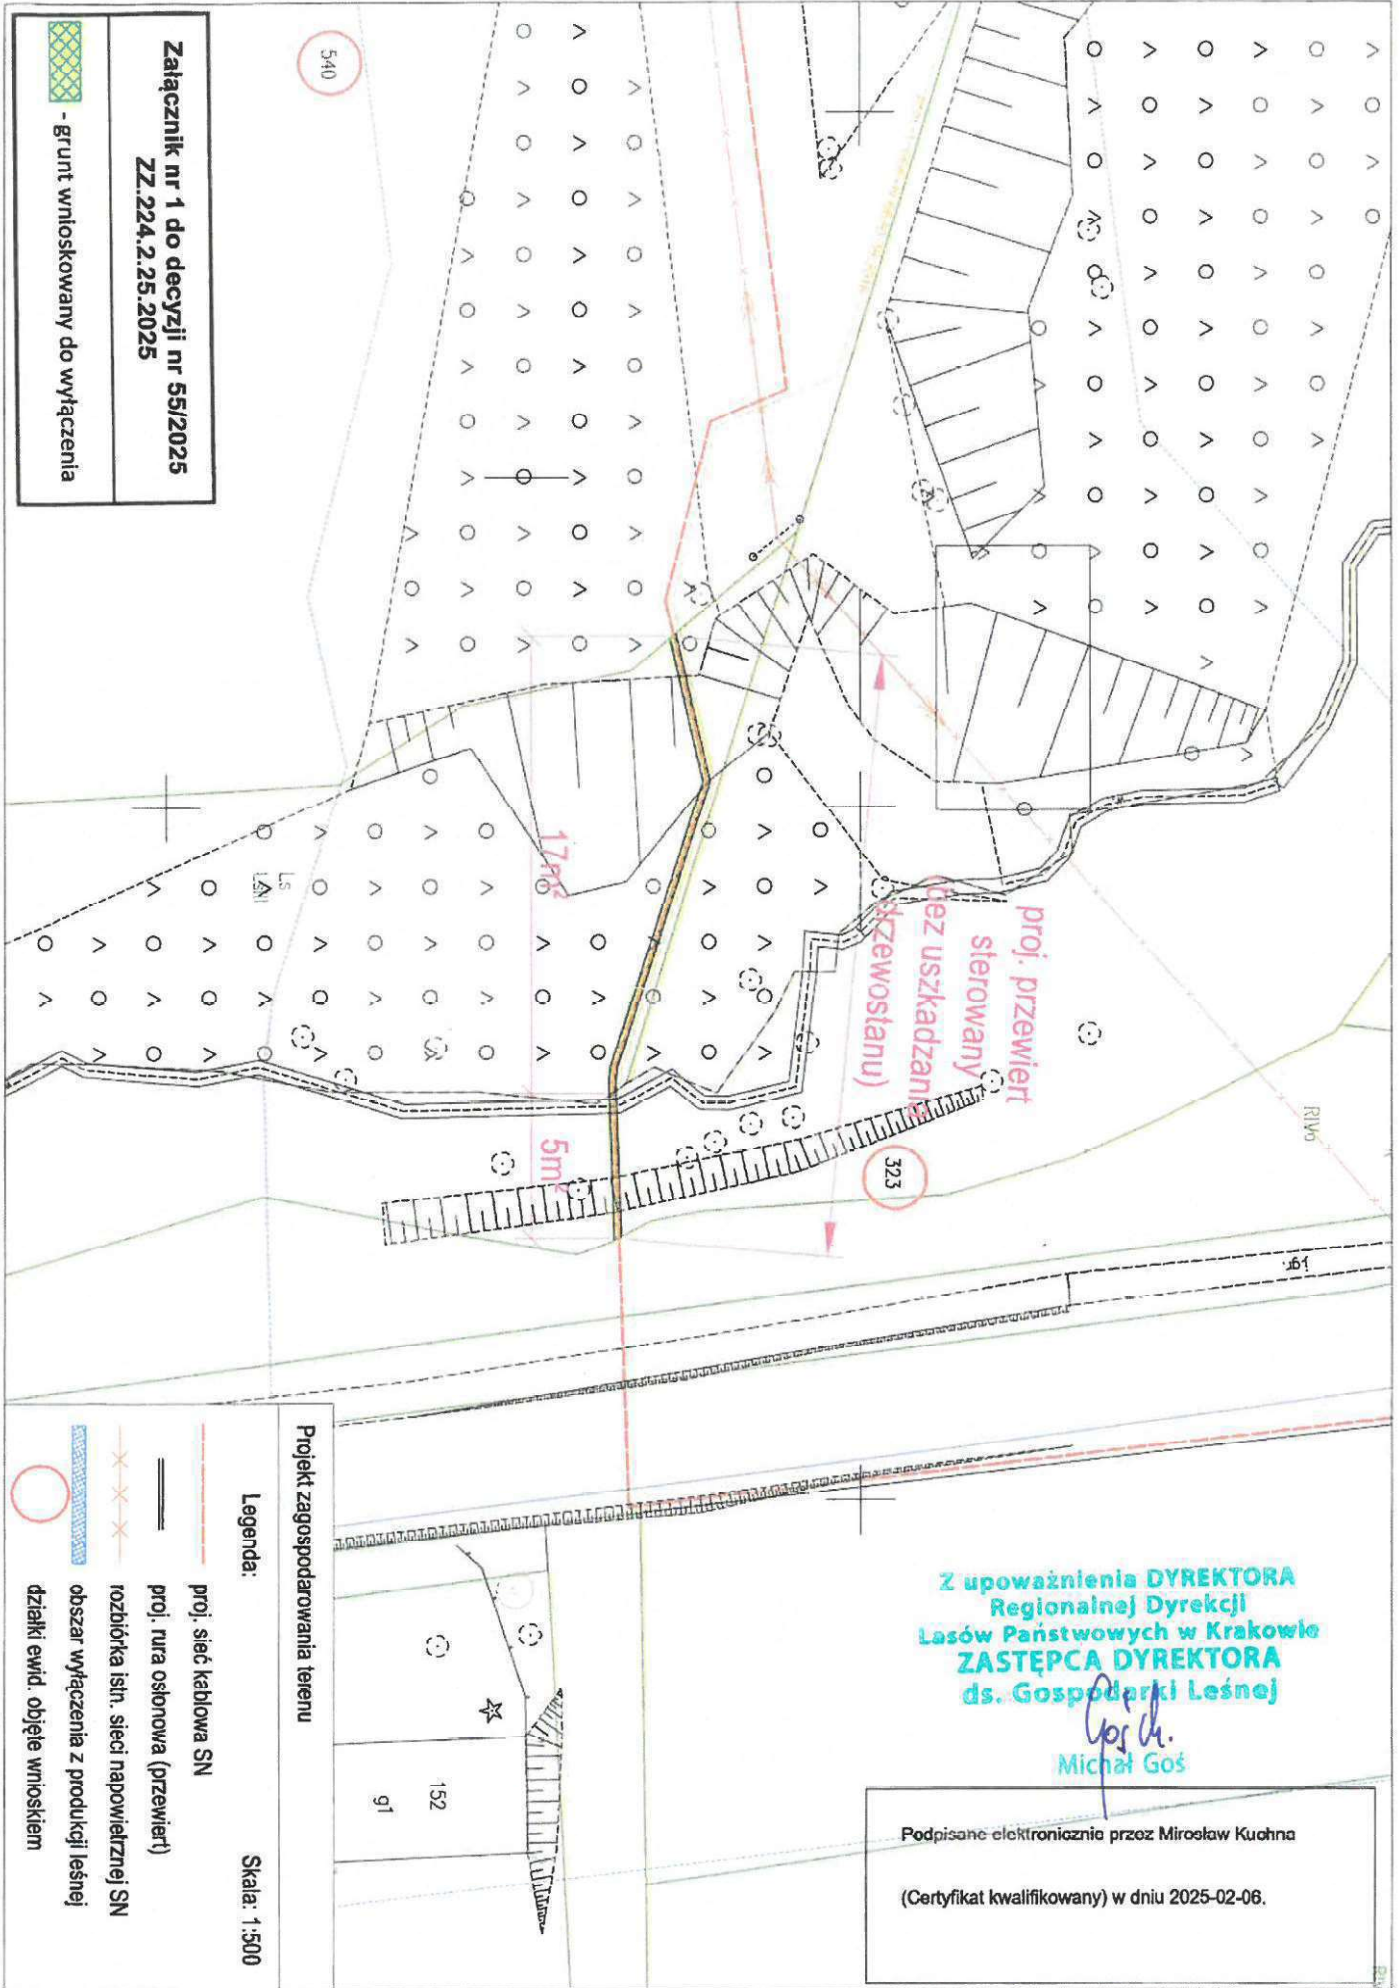 Załącznik nr 1 do decyzji nr 55/2025
ZZ.224.2.25.2025
- grunt wnioskowany do wyłączenia
540
Ls
17m²
5m²
proj. przewiert
sterowany
(bez uszkadzania
drzewostanu)
323
RIVb
Projekt zagospodarowania terenu
Legenda:
Skala: 1:500
proj. sieć kablowa SN
proj. rura osłonowa (przewiert)
rozbiórka istn. sieci napowietrznej SN
obszar wyłączenia z produkcji leśnej
działki ewid. objęte wnioskiem
152
g1
Z upoważnienia DYREKTORA
Regionalnej Dyrekcji
Lasów Państwowych w Krakowie
ZASTĘPCA DYREKTORA
ds. Gospodarki Leśnej
Michał Goś
Podpisane elektronicznie przez Mirosław Kuchna
(Certyfikat kwalifikowany) w dniu 2025-02-06.